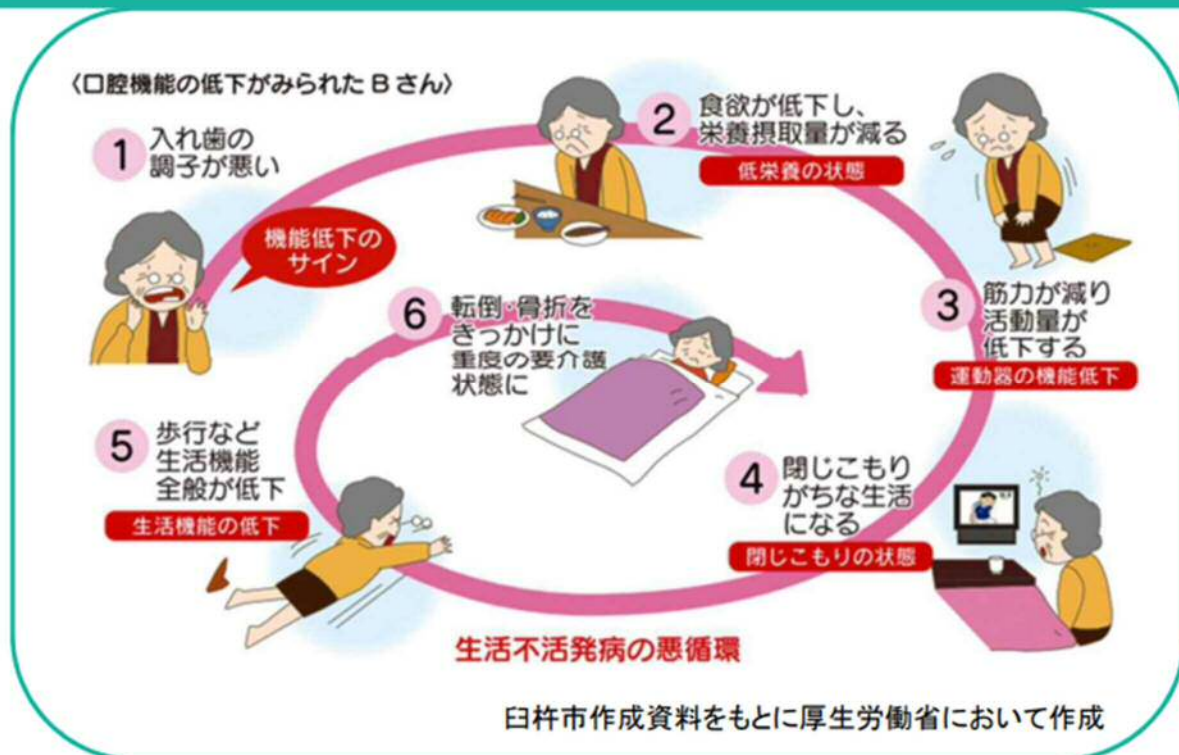 〈口腔機能の低下がみられたBさん〉
1
入れ歯の
調子が悪い
機能低下の
サイン
2
食欲が低下し、
栄養摂取量が減る
低栄養の状態
3
筋力が減り
活動量が
低下する
運動器の機能低下
4
閉じこもり
がちな生活
になる
閉じこもりの状態
5
歩行など
生活機能
全般が低下
生活機能の低下
6
転倒・骨折を
きっかけに
重度の要介護
状態に
生活不活発病の悪循環
臼杵市作成資料をもとに厚生労働省において作成